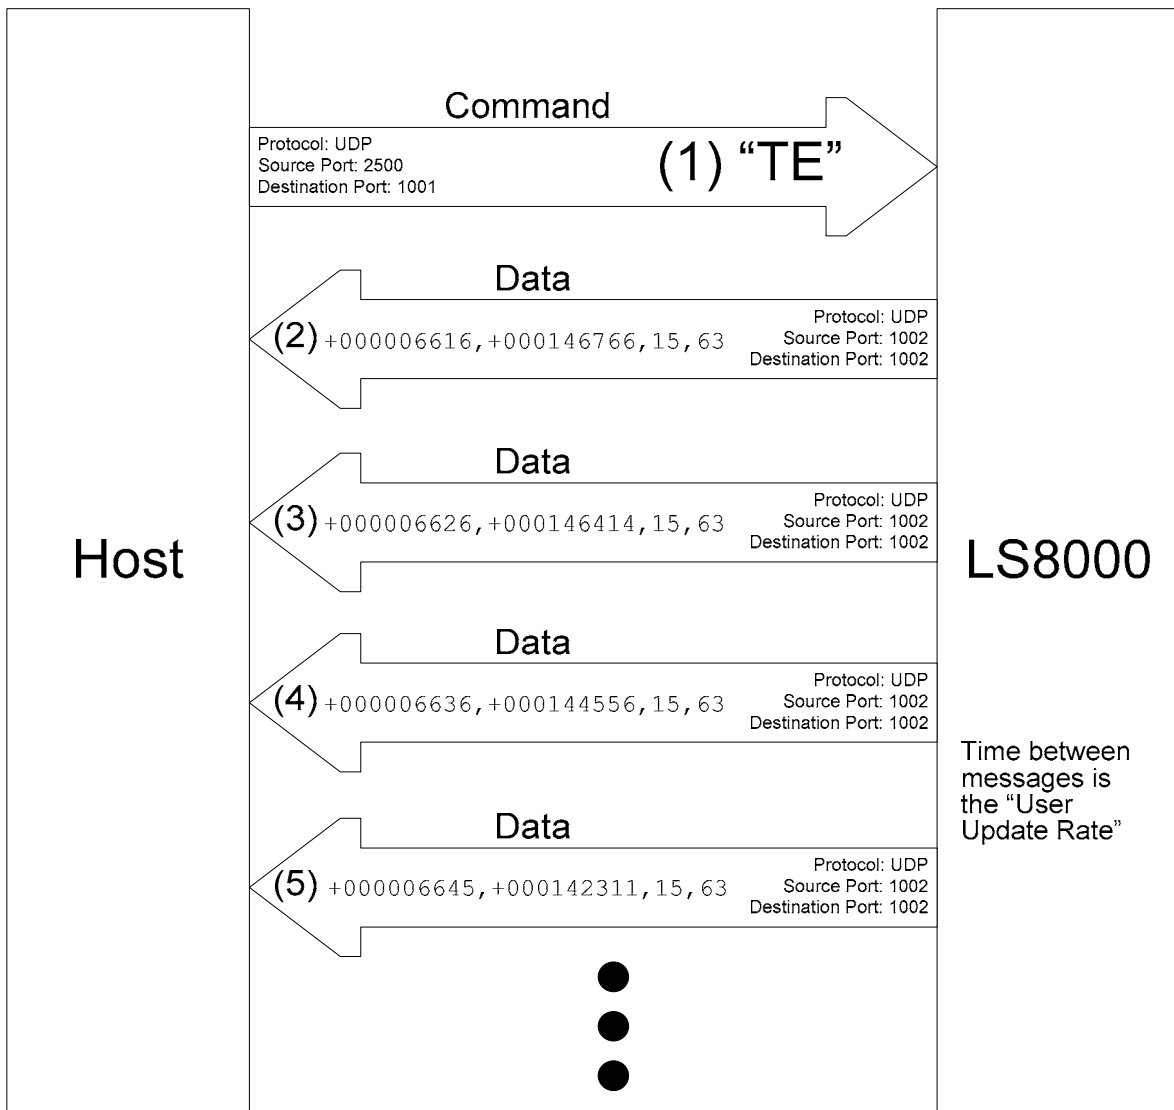 Command
Protocol: UDP
Source Port: 2500
Destination Port: 1001
(1) “TE”
Data
(2) +000006616,+000146766,15,63
Protocol: UDP
Source Port: 1002
Destination Port: 1002
Data
(3) +000006626,+000146414,15,63
Protocol: UDP
Source Port: 1002
Destination Port: 1002
Host
LS8000
Data
(4) +000006636,+000144556,15,63
Protocol: UDP
Source Port: 1002
Destination Port: 1002
Time between
messages is
the “User
Update Rate”
Data
(5) +000006645,+000142311,15,63
Protocol: UDP
Source Port: 1002
Destination Port: 1002